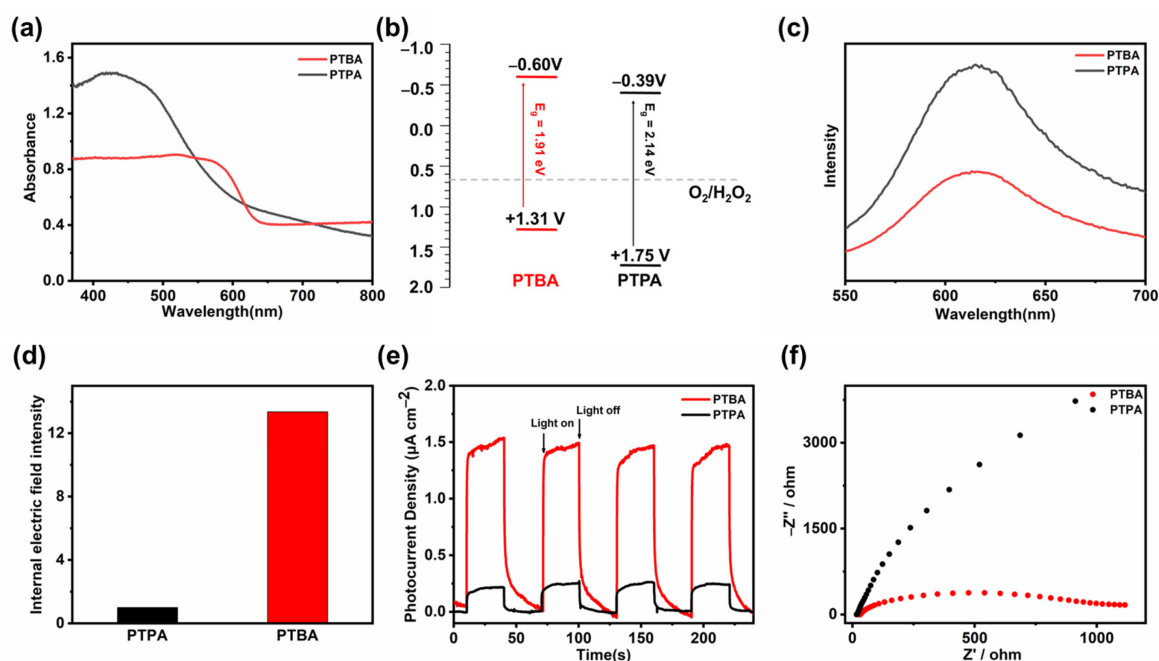 (a)
1.6
1.2
0.8
0.4
0.0
Absorbance
400
500
600
700
800
Wavelength(nm)
PTBA
PTPA
(b)
−1.0
−0.5
0.0
0.5
1.0
1.5
2.0
−0.60V
E_g = 1.91 eV
+1.31 V
PTBA
−0.39V
E_g = 2.14 eV
+1.75 V
PTPA
O₂/H₂O₂
(c)
Intensity
PTBA
PTPA
550
600
650
700
Wavelength(nm)
(d)
Internal electric field intensity
12
8
4
0
PTPA
PTBA
(e)
Photocurrent Density (μA cm⁻²)
2.0
1.5
1.0
0.5
0.0
PTBA
PTPA
Light on
Light off
0
50
100
150
200
Time(s)
(f)
−Z'' / ohm
3000
1500
0
PTBA
PTPA
0
500
1000
Z' / ohm